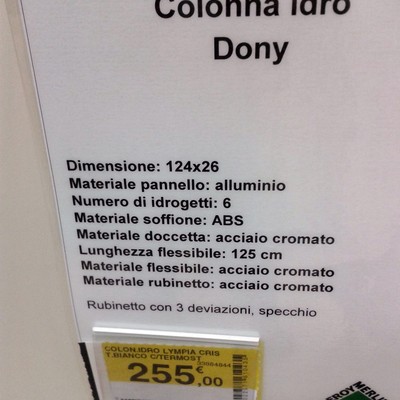 Colonna Idro
Dony
Dimensione: 124x26
Materiale pannello: alluminio
Numero di idrogetti: 6
Materiale soffione: ABS
Materiale doccetta: acciaio cromato
Lunghezza flessibile: 125 cm
Materiale flessibile: acciaio cromato
Materiale rubinetto: acciaio cromato
Rubinetto con 3 deviazioni, specchio
COLON.IDRO LYMPIA CRIS
T.BIANCO C/TERMOST
255,00 €